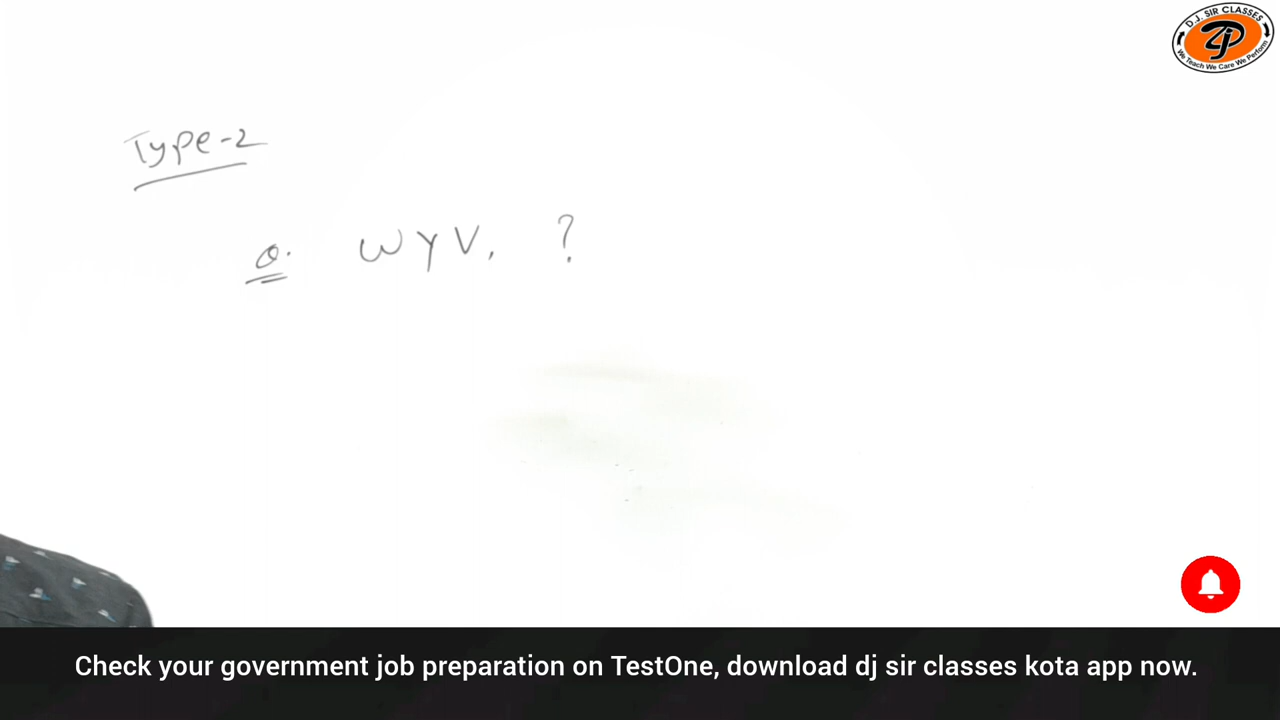 D.J. SIR CLASSES
We Teach We Care We Perform
Type-2
Q. W Y V, ?
Check your government job preparation on TestOne, download dj sir classes kota app now.